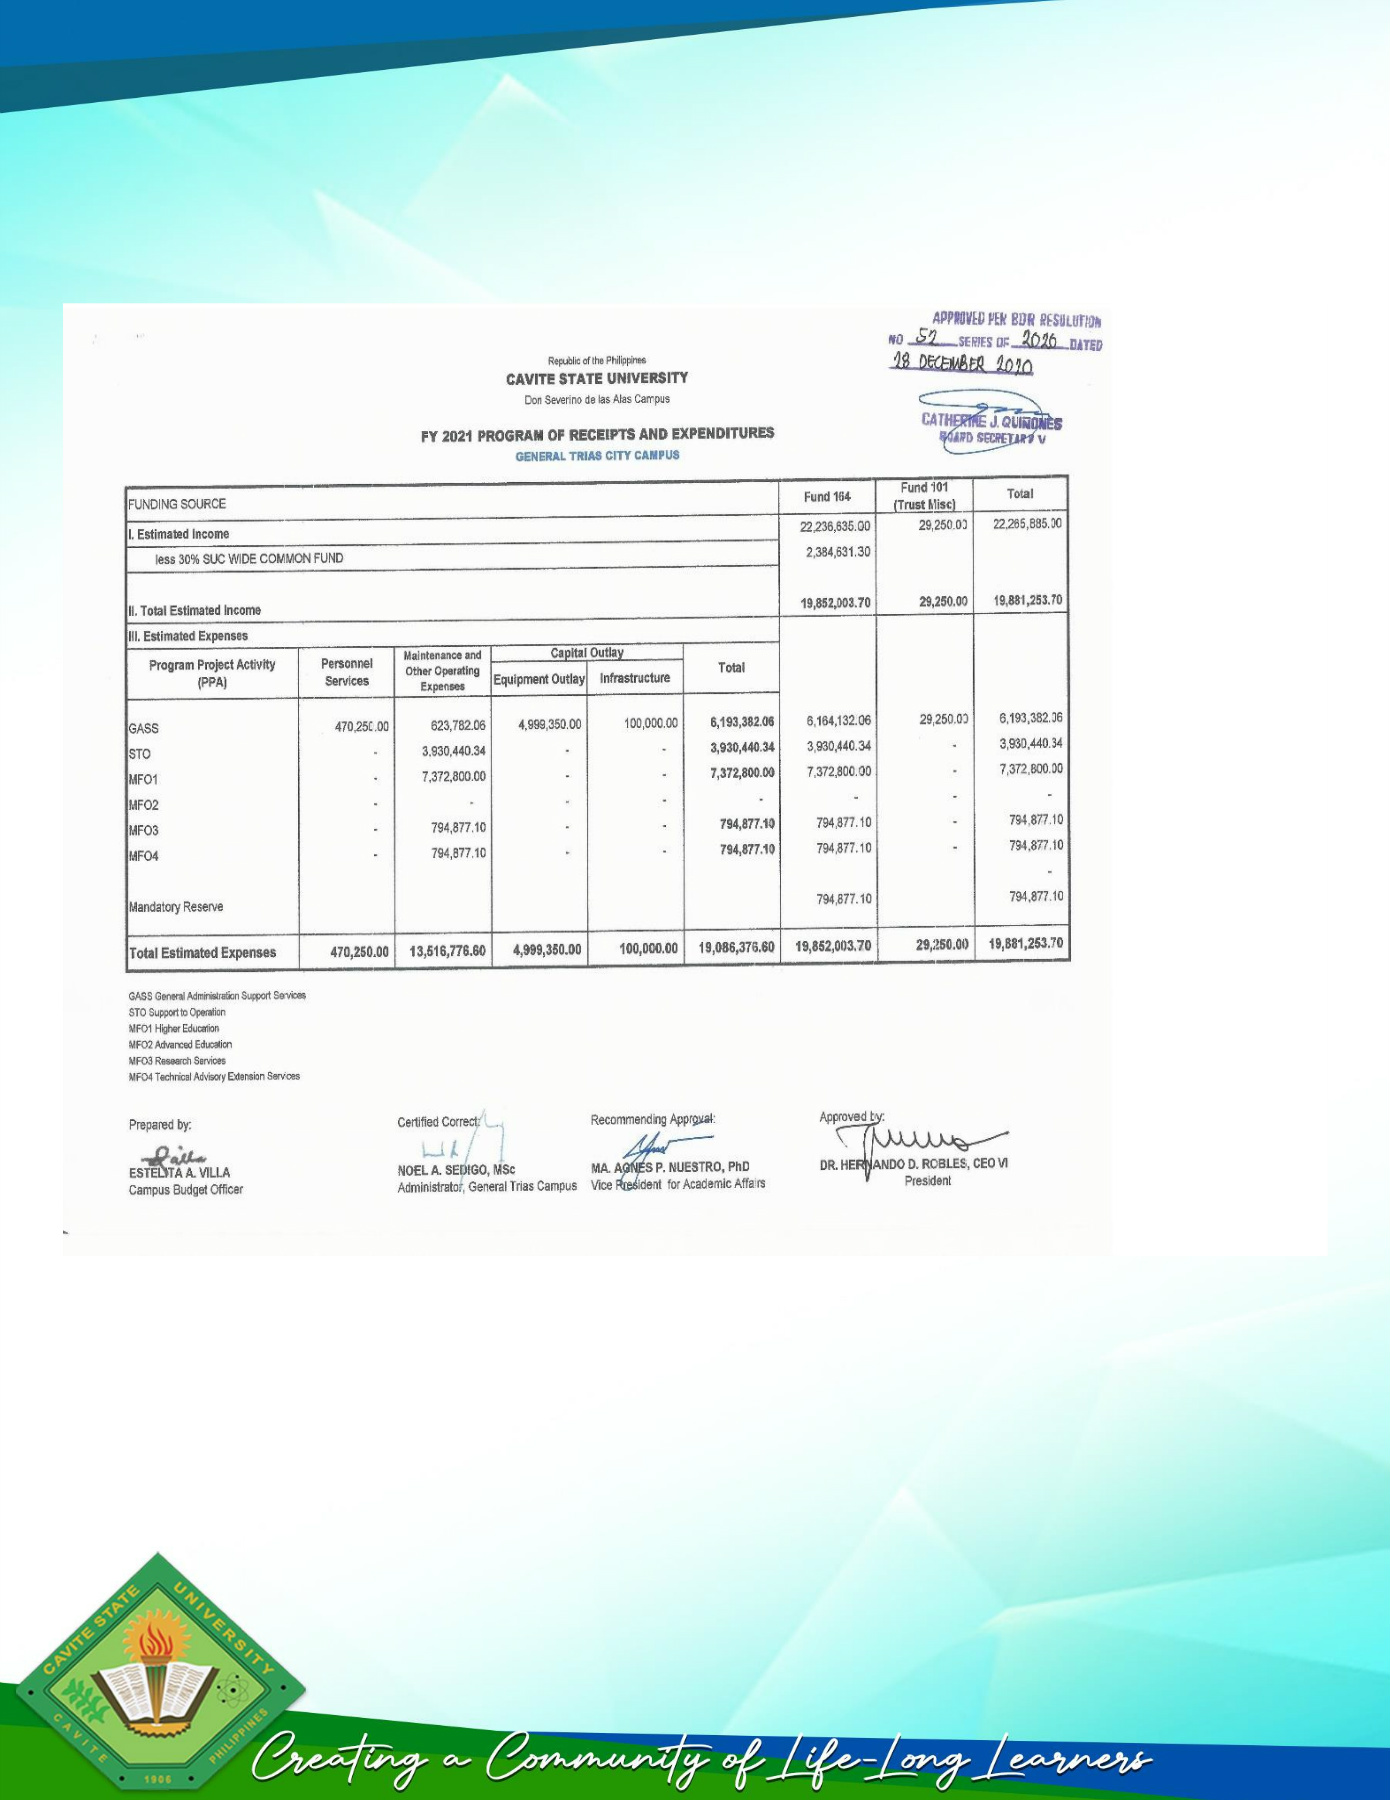 APPROVED PER BOR RESOLUTION
NO 52 SERIES OF 2020 DATED
28 DECEMBER 2020
CATHERINE J. QUIÑONES
BOARD SECRETARY V
Republic of the Philippines
CAVITE STATE UNIVERSITY
Don Severino de las Alas Campus
FY 2021 PROGRAM OF RECEIPTS AND EXPENDITURES
GENERAL TRIAS CITY CAMPUS
FUNDING SOURCE Fund 164 Fund 101 (Trust Misc) Total
I. Estimated Income 22,236,635.00 29,250.00 22,265,885.00
less 30% SUC WIDE COMMON FUND 2,384,631.30
II. Total Estimated Income 19,852,003.70 29,250.00 19,881,253.70
III. Estimated Expenses
Program Project Activity (PPA) Personnel Services Maintenance and Other Operating Expenses Capital Outlay Equipment Outlay Infrastructure Total
GASS 470,250.00 623,782.06 4,999,350.00 100,000.00 6,193,382.06 6,164,132.06 29,250.00 6,193,382.06
STO - 3,930,440.34 - - 3,930,440.34 3,930,440.34 - 3,930,440.34
MFO1 - 7,372,800.00 - - 7,372,800.00 7,372,800.00 - 7,372,800.00
MFO2 - - - - - - - -
MFO3 - 794,877.10 - - 794,877.10 794,877.10 - 794,877.10
MFO4 - 794,877.10 - - 794,877.10 794,877.10 - 794,877.10
-
Mandatory Reserve 794,877.10 794,877.10
Total Estimated Expenses 470,250.00 13,516,776.60 4,999,350.00 100,000.00 19,086,376.60 19,852,003.70 29,250.00 19,881,253.70
GASS General Administration Support Services
STO Support to Operation
MFO1 Higher Education
MFO2 Advanced Education
MFO3 Research Services
MFO4 Technical Advisory Extension Services
Prepared by:
ESTELITA A. VILLA
Campus Budget Officer
Certified Correct:
NOEL A. SEDIGO, MSc
Administrator, General Trias Campus
Recommending Approval:
MA. AGNES P. NUESTRO, PhD
Vice President for Academic Affairs
Approved by:
DR. HERNANDO D. ROBLES, CEO VI
President
CAVITE STATE UNIVERSITY
CAVITE PHILIPPINES
1906
Creating a Community of Life-Long Learners